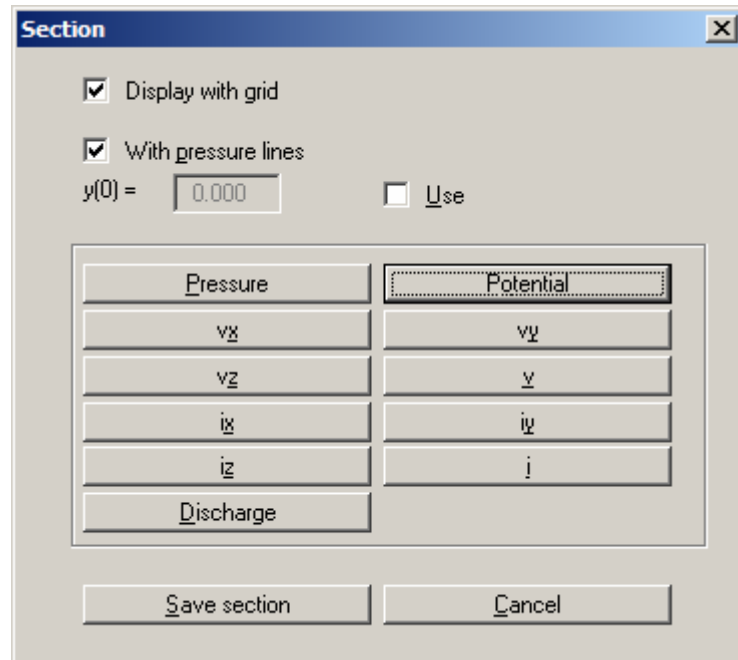 Section
Display with grid
With pressure lines
y(0) = 0.000 Use
Pressure Potential
vx vy
vz v
ix iy
iz i
Discharge
Save section Cancel